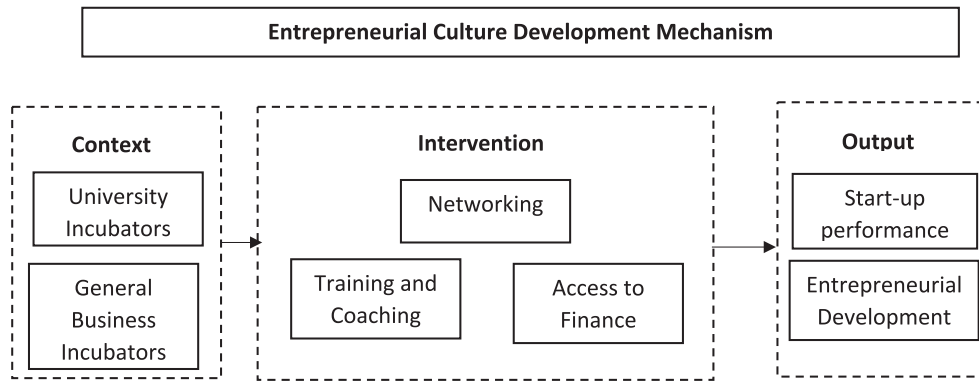 Entrepreneurial Culture Development Mechanism
Context
University
Incubators
General
Business
Incubators
Intervention
Networking
Training and
Coaching
Access to
Finance
Output
Start-up
performance
Entrepreneurial
Development